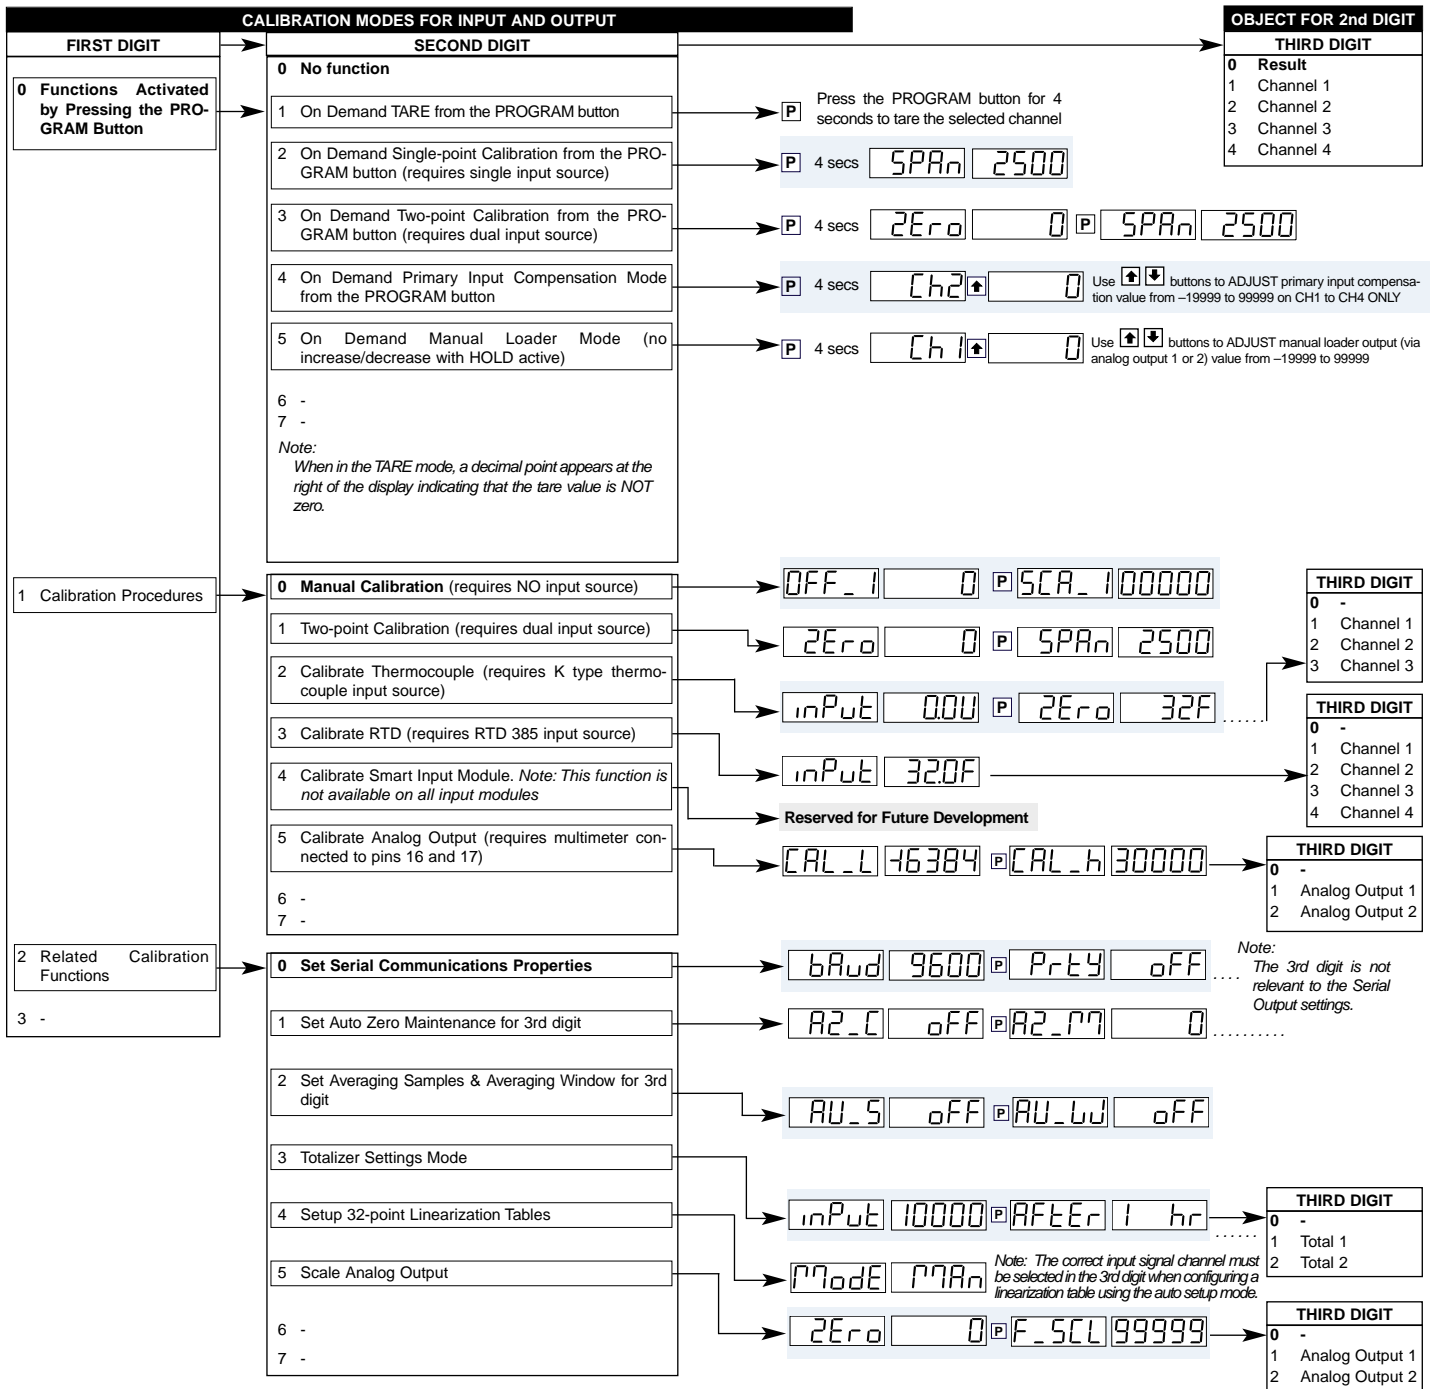 CALIBRATION MODES FOR INPUT AND OUTPUT
OBJECT FOR 2nd DIGIT
FIRST DIGIT
SECOND DIGIT
THIRD DIGIT
0 No function
0 Result
1 Channel 1
2 Channel 2
3 Channel 3
4 Channel 4
0 Functions Activated
by Pressing the PRO-
GRAM Button
1 On Demand TARE from the PROGRAM button
P
Press the PROGRAM button for 4
seconds to tare the selected channel
2 On Demand Single-point Calibration from the PRO-
GRAM button (requires single input source)
P 4 secs SPAn 2500
3 On Demand Two-point Calibration from the PRO-
GRAM button (requires dual input source)
P 4 secs ZEro 0 P SPAn 2500
4 On Demand Primary Input Compensation Mode
from the PROGRAM button
P 4 secs Ch2 0
Use buttons to ADJUST primary input compensa-
tion value from –19999 to 99999 on CH1 to CH4 ONLY
5 On Demand Manual Loader Mode (no
increase/decrease with HOLD active)
P 4 secs Ch1 0
Use buttons to ADJUST manual loader output (via
analog output 1 or 2) value from –19999 to 99999
6 -
7 -
Note:
When in the TARE mode, a decimal point appears at the
right of the display indicating that the tare value is NOT
zero.
1 Calibration Procedures
0 Manual Calibration (requires NO input source)
OFF_1 0 P SCA_1 00000
1 Two-point Calibration (requires dual input source)
ZEro 0 P SPAn 2500
2 Calibrate Thermocouple (requires K type thermo-
couple input source)
inPut 0.0U P ZEro 32F ......
THIRD DIGIT
0 -
1 Channel 1
2 Channel 2
3 Channel 3
3 Calibrate RTD (requires RTD 385 input source)
inPut 32.0F
THIRD DIGIT
0 -
1 Channel 1
2 Channel 2
3 Channel 3
4 Channel 4
4 Calibrate Smart Input Module. Note: This function is
not available on all input modules
Reserved for Future Development
5 Calibrate Analog Output (requires multimeter con-
nected to pins 16 and 17)
CAL_L -16384 P CAL_h 30000
THIRD DIGIT
0 -
1 Analog Output 1
2 Analog Output 2
6 -
7 -
2 Related Calibration
Functions
3 -
0 Set Serial Communications Properties
bAud 9600 P PrtY oFF ....
Note:
The 3rd digit is not
relevant to the Serial
Output settings.
1 Set Auto Zero Maintenance for 3rd digit
AZ_C oFF P AZ_M 0 ..........
2 Set Averaging Samples & Averaging Window for 3rd
digit
AU_S oFF P AU_W oFF
3 Totalizer Settings Mode
inPut 10000 P AFtEr 1 hr ......
THIRD DIGIT
0 -
1 Total 1
2 Total 2
4 Setup 32-point Linearization Tables
ModE MAn
Note: The correct input signal channel must
be selected in the 3rd digit when configuring a
linearization table using the auto setup mode.
5 Scale Analog Output
ZEro 0 P F_SCL 99999
THIRD DIGIT
0 -
1 Analog Output 1
2 Analog Output 2
6 -
7 -